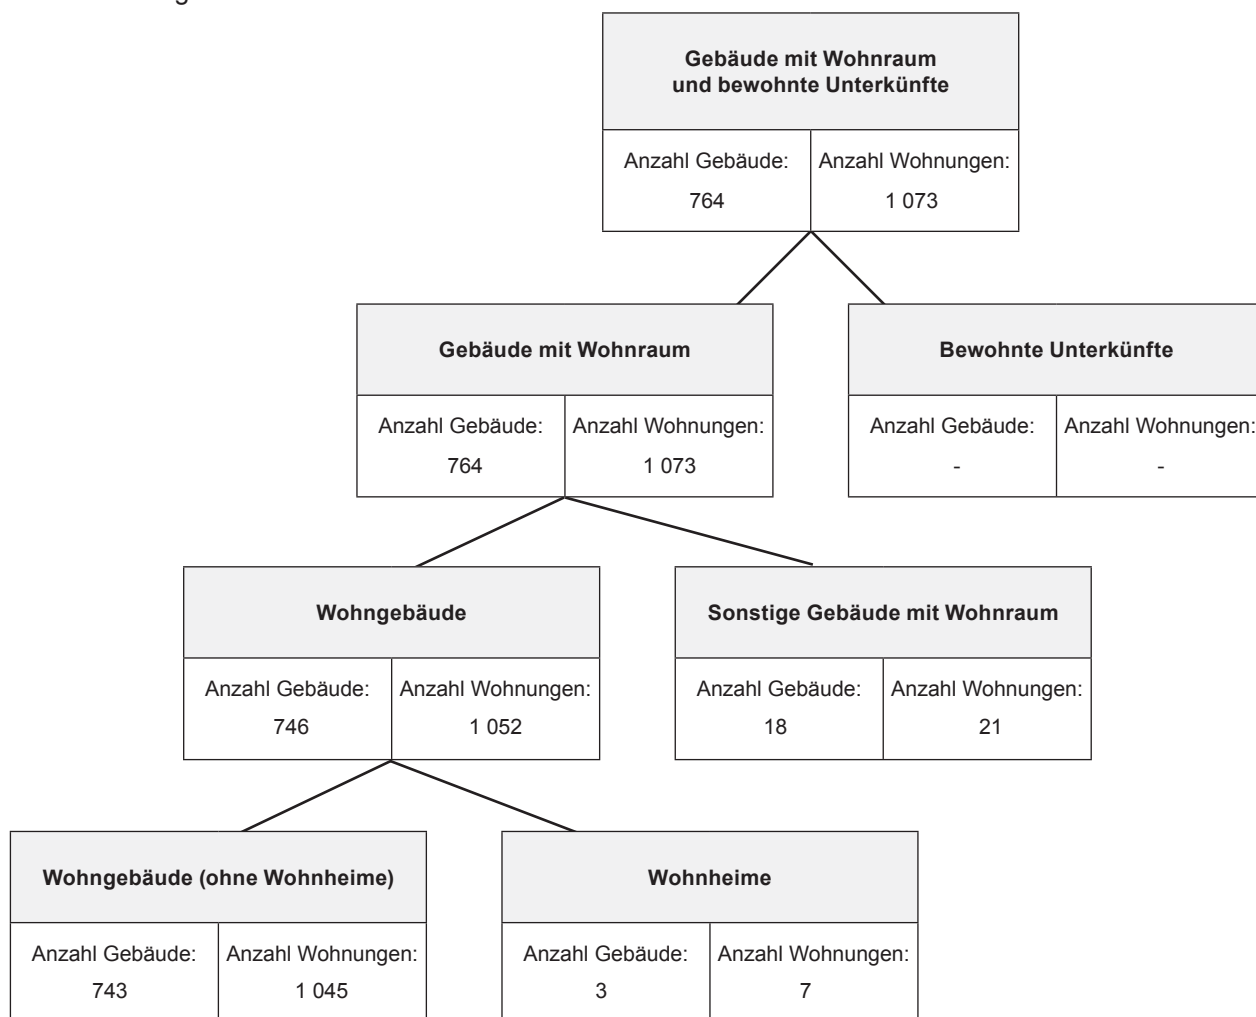 Gebäude mit Wohnraum
und bewohnte Unterkünfte
Anzahl Gebäude: Anzahl Wohnungen:
764 1 073
Gebäude mit Wohnraum
Anzahl Gebäude: Anzahl Wohnungen:
764 1 073
Bewohnte Unterkünfte
Anzahl Gebäude: Anzahl Wohnungen:
- -
Wohngebäude
Anzahl Gebäude: Anzahl Wohnungen:
746 1 052
Sonstige Gebäude mit Wohnraum
Anzahl Gebäude: Anzahl Wohnungen:
18 21
Wohngebäude (ohne Wohnheime)
Anzahl Gebäude: Anzahl Wohnungen:
743 1 045
Wohnheime
Anzahl Gebäude: Anzahl Wohnungen:
3 7